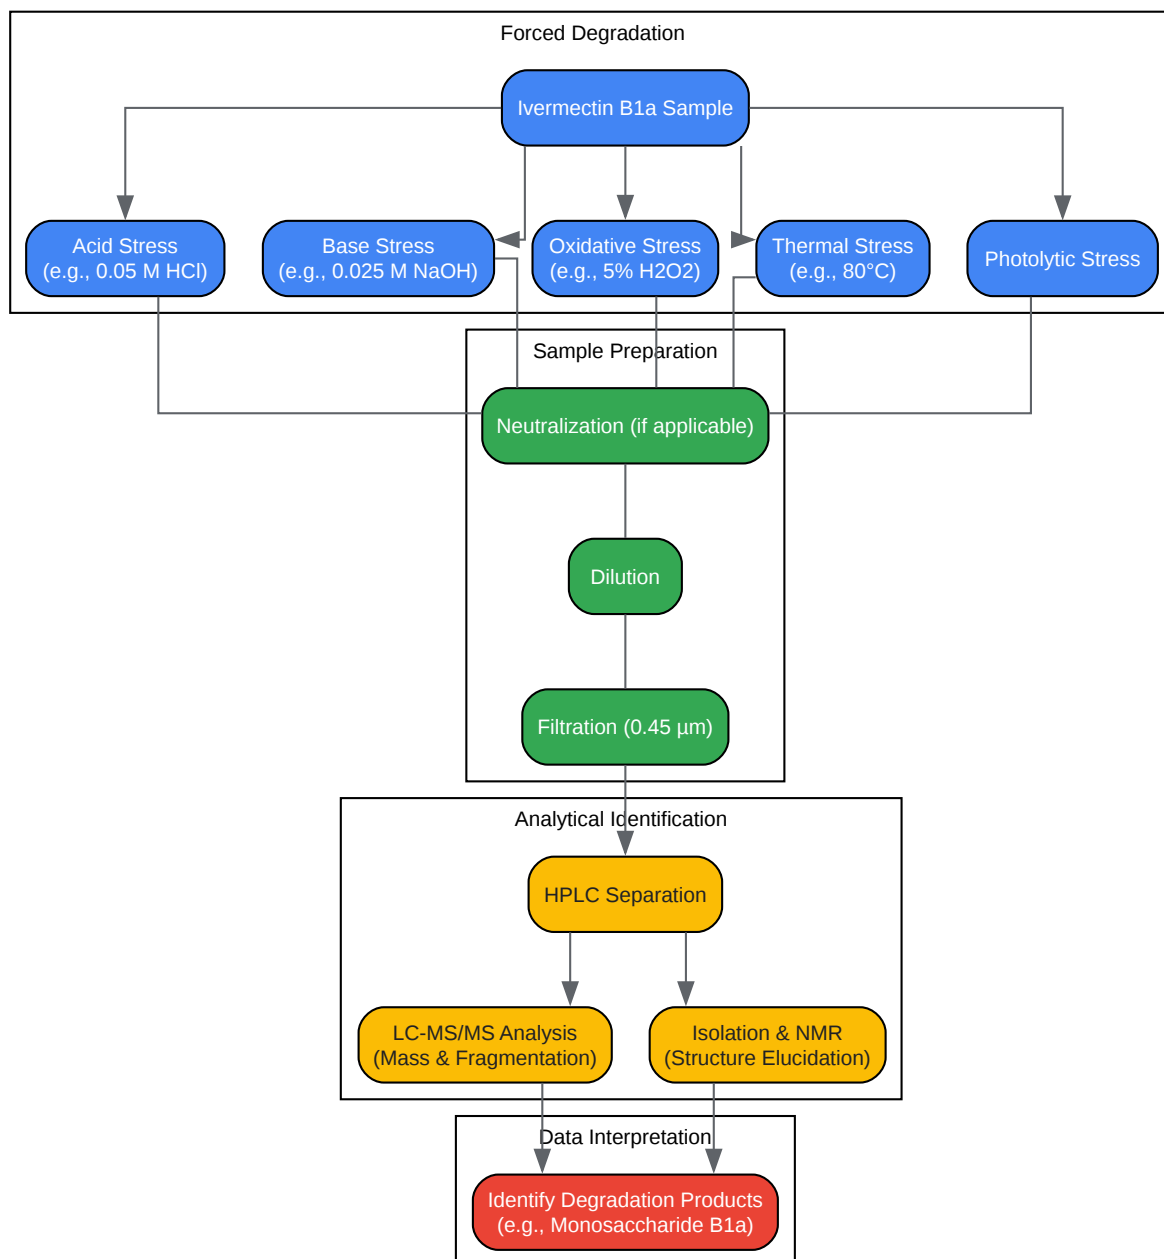 Forced Degradation
Ivermectin B1a Sample
Acid Stress
(e.g., 0.05 M HCl)
Base Stress
(e.g., 0.025 M NaOH)
Oxidative Stress
(e.g., 5% H2O2)
Thermal Stress
(e.g., 80°C)
Photolytic Stress
Sample Preparation
Neutralization (if applicable)
Dilution
Filtration (0.45 µm)
Analytical Identification
HPLC Separation
LC-MS/MS Analysis
(Mass & Fragmentation)
Isolation & NMR
(Structure Elucidation)
Data Interpretation
Identify Degradation Products
(e.g., Monosaccharide B1a)